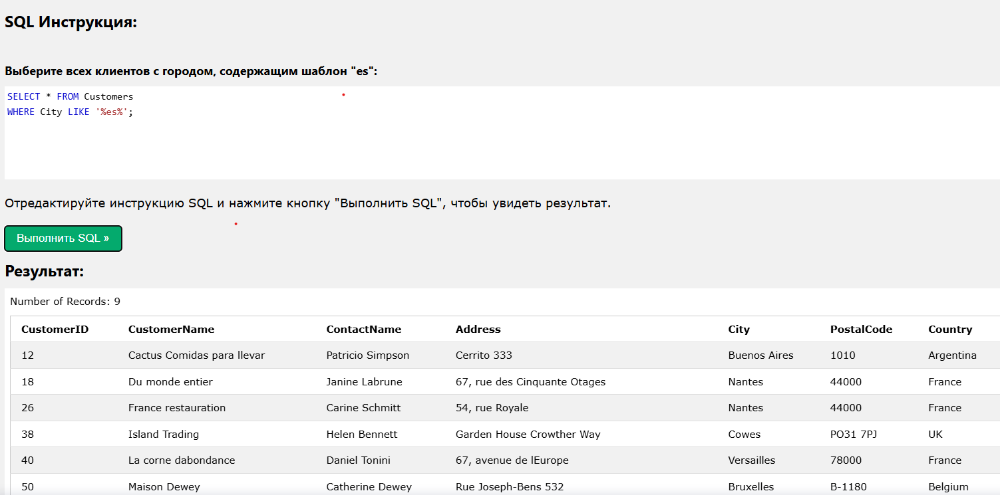 SQL Инструкция:
Выберите всех клиентов с городом, содержащим шаблон "es":
SELECT * FROM Customers
WHERE City LIKE '%es%';
Отредактируйте инструкцию SQL и нажмите кнопку "Выполнить SQL", чтобы увидеть результат.
Выполнить SQL »
Результат:
Number of Records: 9
CustomerID CustomerName ContactName Address City PostalCode Country
12 Cactus Comidas para llevar Patricio Simpson Cerrito 333 Buenos Aires 1010 Argentina
18 Du monde entier Janine Labrune 67, rue des Cinquante Otages Nantes 44000 France
26 France restauration Carine Schmitt 54, rue Royale Nantes 44000 France
38 Island Trading Helen Bennett Garden House Crowther Way Cowes PO31 7PJ UK
40 La corne dabondance Daniel Tonini 67, avenue de lEurope Versailles 78000 France
50 Maison Dewey Catherine Dewey Rue Joseph-Bens 532 Bruxelles B-1180 Belgium